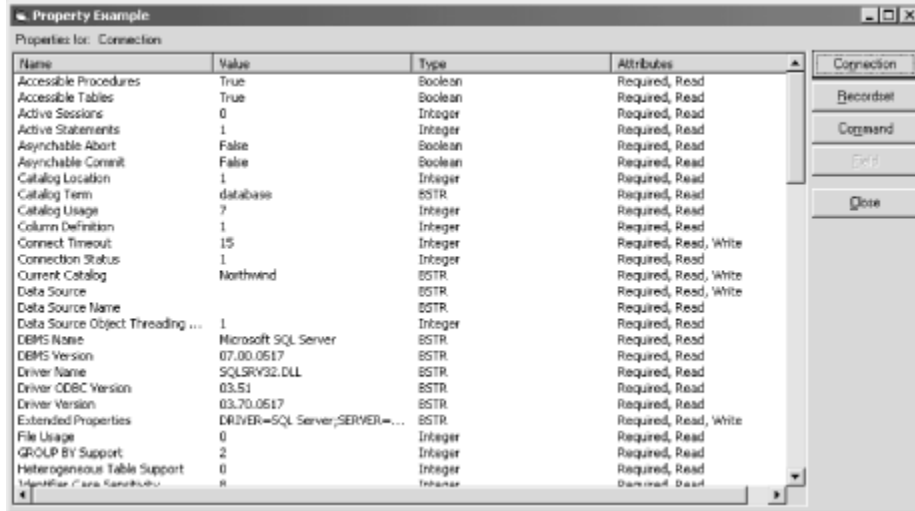 Property Example
Properties for: Connection
Name Value Type Attributes
Accessible Procedures True Boolean Required, Read
Accessible Tables True Boolean Required, Read
Active Sessions 0 Integer Required, Read
Active Statements 1 Integer Required, Read
Asynchable Abort False Boolean Required, Read
Asynchable Commit False Boolean Required, Read
Catalog Location 1 Integer Required, Read
Catalog Term database BSTR Required, Read
Catalog Usage 7 Integer Required, Read
Column Definition 1 Integer Required, Read
Connect Timeout 15 Integer Required, Read, Write
Connection Status 1 Integer Required, Read
Current Catalog Northwind BSTR Required, Read, Write
Data Source BSTR Required, Read, Write
Data Source Name BSTR Required, Read
Data Source Object Threading ... 1 Integer Required, Read
DBMS Name Microsoft SQL Server BSTR Required, Read
DBMS Version 07.00.0517 BSTR Required, Read
Driver Name SQLSRV32.DLL BSTR Required, Read
Driver ODBC Version 03.51 BSTR Required, Read
Driver Version 03.70.0517 BSTR Required, Read
Extended Properties DRIVER=SQL Server;SERVER=... BSTR Required, Read, Write
File Usage 0 Integer Required, Read
GROUP BY Support 2 Integer Required, Read
Heterogeneous Table Support 0 Integer Required, Read
Identifier Case Sensitivity 8 Integer Required, Read
Connection
Recordset
Command
Field
Close